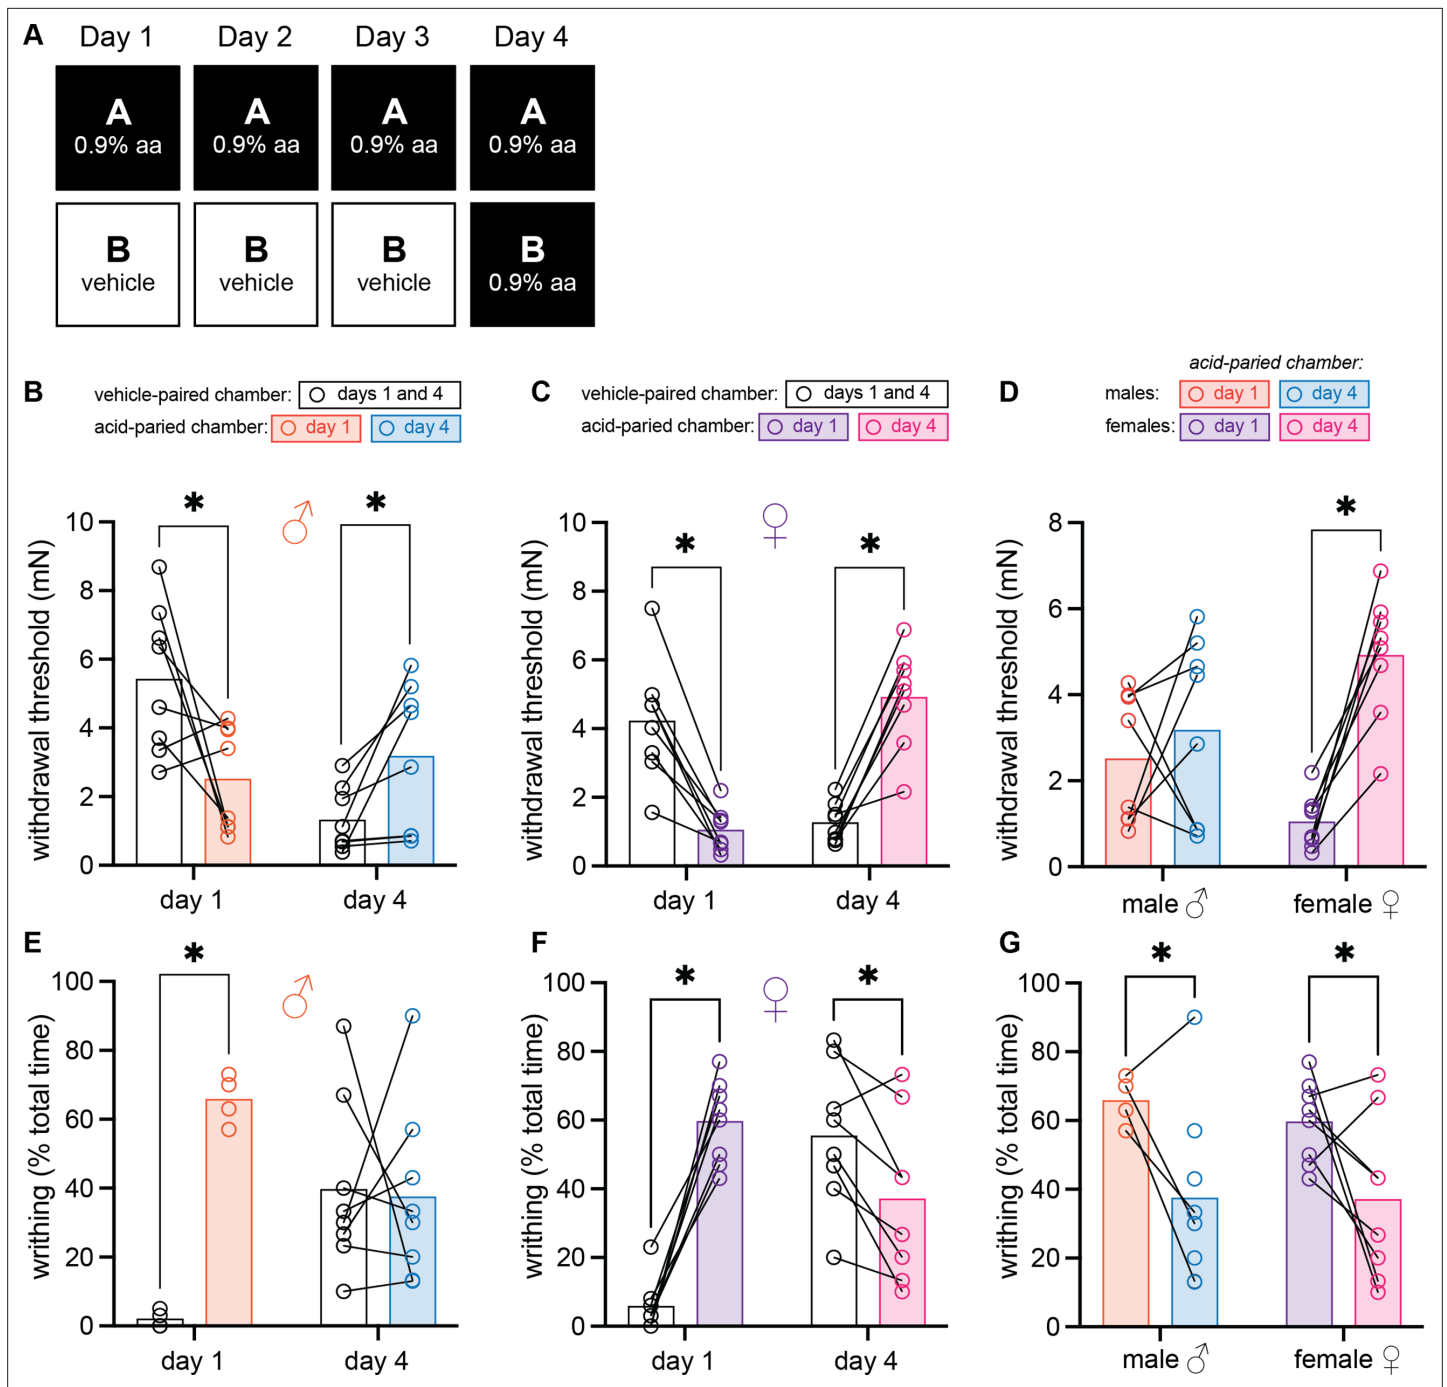 A
Day 1 Day 2 Day 3 Day 4
A A A A
0.9% aa 0.9% aa 0.9% aa 0.9% aa
B B B B
vehicle vehicle vehicle 0.9% aa
B
vehicle-paired chamber: days 1 and 4
acid-paried chamber: day 1 day 4
✱ ✱
♂
withdrawal threshold (mN)
10
8
6
4
2
0
day 1 day 4
C
vehicle-paired chamber: days 1 and 4
acid-paried chamber: day 1 day 4
✱ ✱
♀
withdrawal threshold (mN)
10
8
6
4
2
0
day 1 day 4
D
acid-paried chamber:
males: day 1 day 4
females: day 1 day 4
✱
withdrawal threshold (mN)
8
6
4
2
0
male ♂ female ♀
E
✱
♂
writhing (% total time)
100
80
60
40
20
0
day 1 day 4
F
✱ ✱
♀
writhing (% total time)
100
80
60
40
20
0
day 1 day 4
G
✱ ✱
writhing (% total time)
100
80
60
40
20
0
male ♂ female ♀